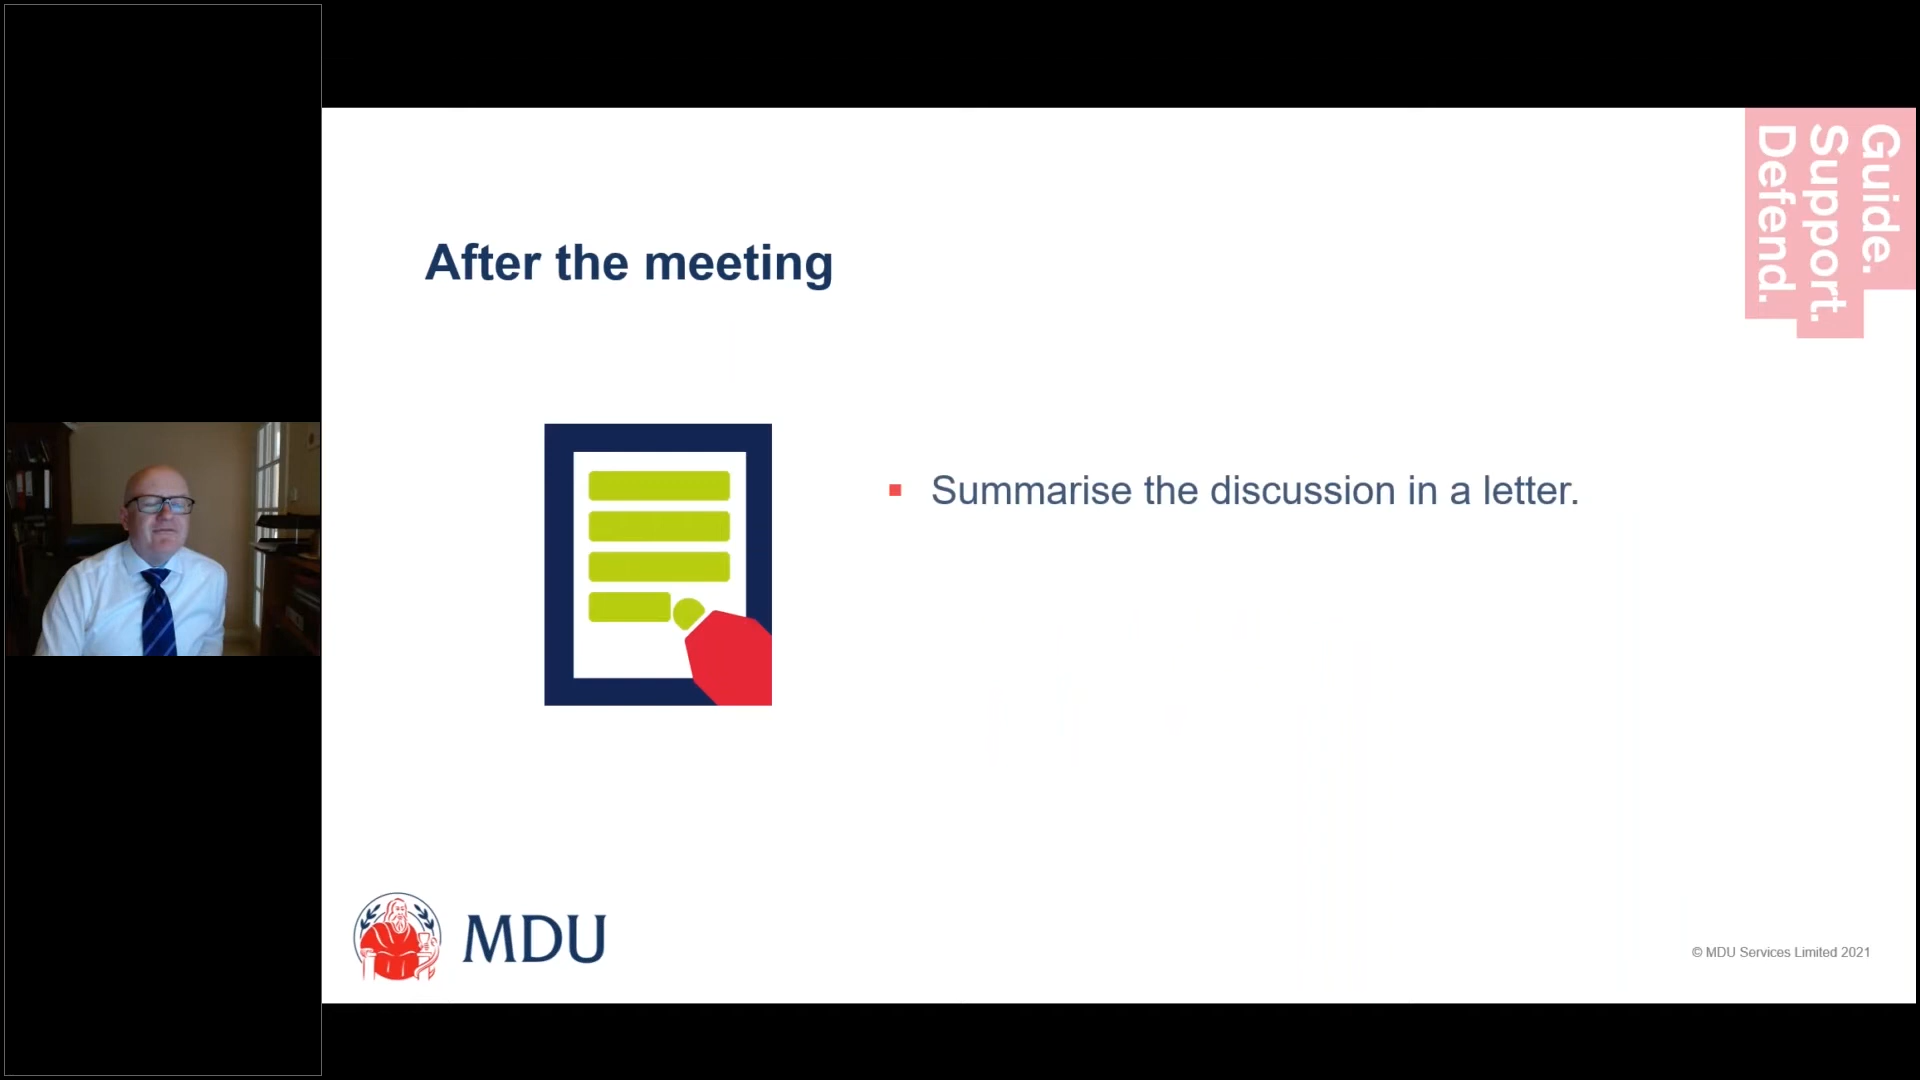 Guide.
Support.
Defend.
After the meeting
Summarise the discussion in a letter.
MDU
© MDU Services Limited 2021